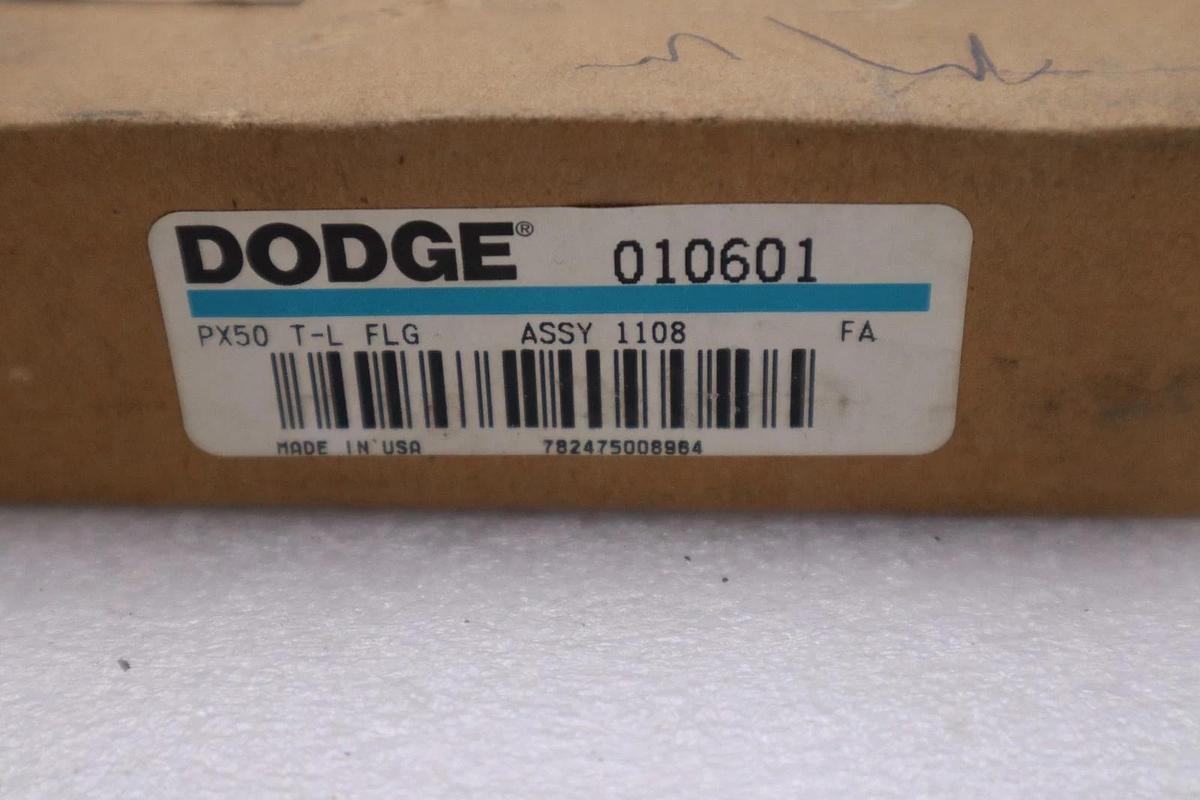 DODGE® 010601
PX50 T-L FLG ASSY 1108 FA
MADE IN USA 782475008964